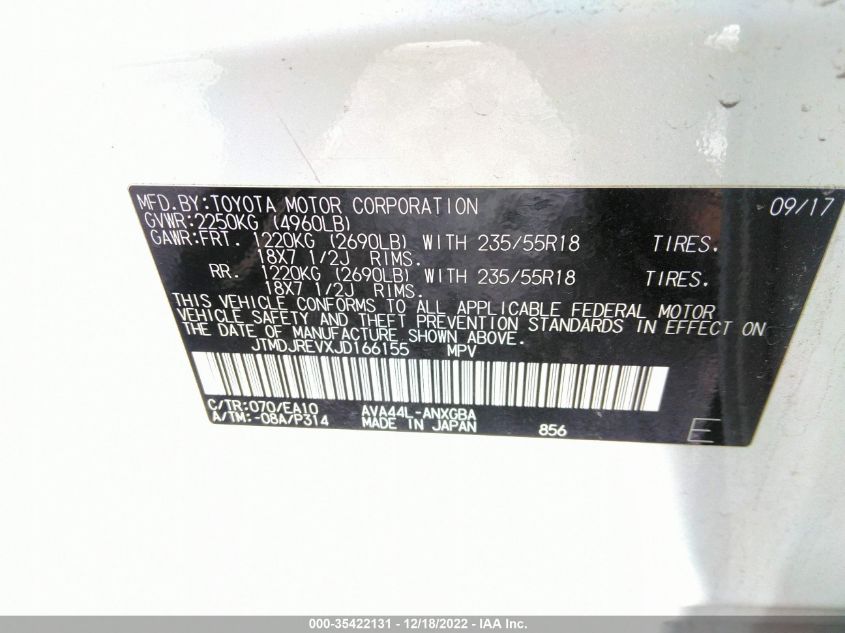 MFD.BY:TOYOTA MOTOR CORPORATION 09/17
GVWR:2250KG (4960LB)
GAWR:FRT. 1220KG (2690LB) WITH 235/55R18 TIRES.
18X7 1/2J RIMS.
RR. 1220KG (2690LB) WITH 235/55R18 TIRES.
18X7 1/2J RIMS.
THIS VEHICLE CONFORMS TO ALL APPLICABLE FEDERAL MOTOR
VEHICLE SAFETY AND THEFT PREVENTION STANDARDS IN EFFECT ON
THE DATE OF MANUFACTURE SHOWN ABOVE.
JTMDJREVXJD166155 MPV
C/TR:070/EA10 AVA44L-ANXGBA
A/TM:-08A/P314 MADE IN JAPAN 856 E
000-35422131 - 12/18/2022 - IAA Inc.